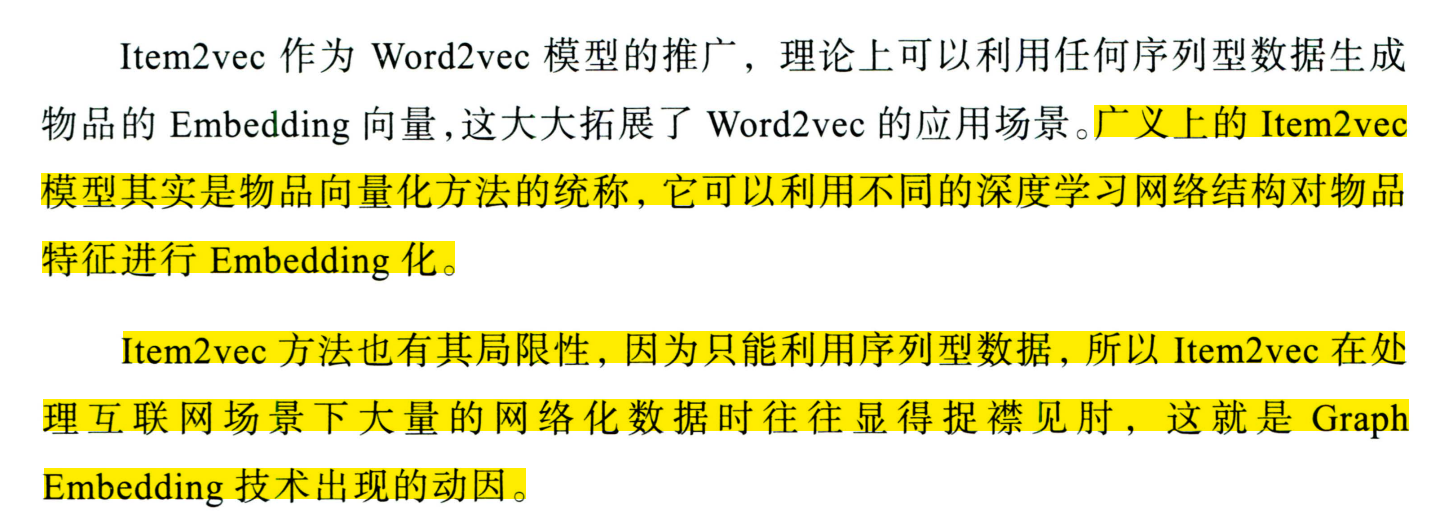 Item2vec 作为 Word2vec 模型的推广，理论上可以利用任何序列型数据生成
物品的 Embedding 向量，这大大拓展了 Word2vec 的应用场景。广义上的 Item2vec
模型其实是物品向量化方法的统称，它可以利用不同的深度学习网络结构对物品
特征进行 Embedding 化。
Item2vec 方法也有其局限性，因为只能利用序列型数据，所以 Item2vec 在处
理互联网场景下大量的网络化数据时往往显得捉襟见肘，这就是 Graph
Embedding 技术出现的动因。